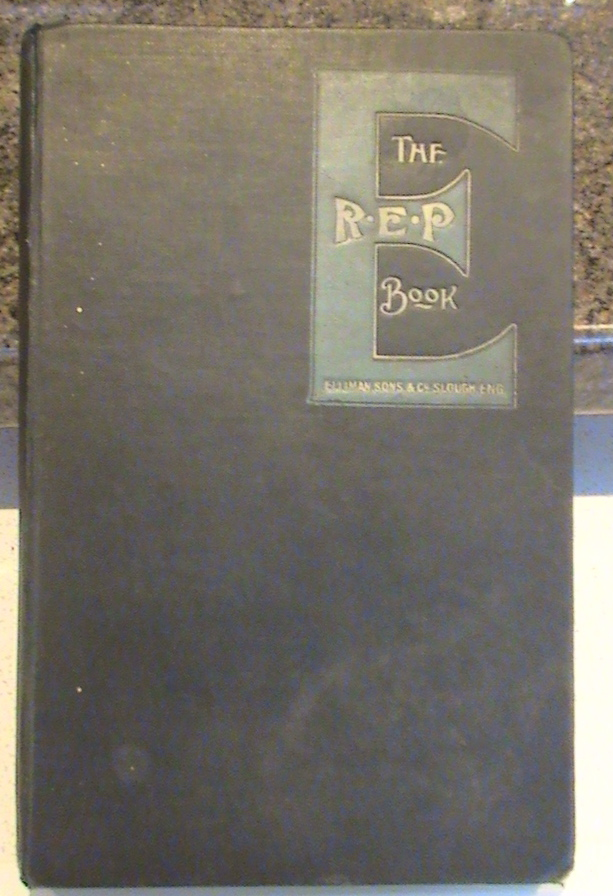 THE
R·E·P
BOOK
ELLIMAN, SONS & Co SLOUGH. ENG.